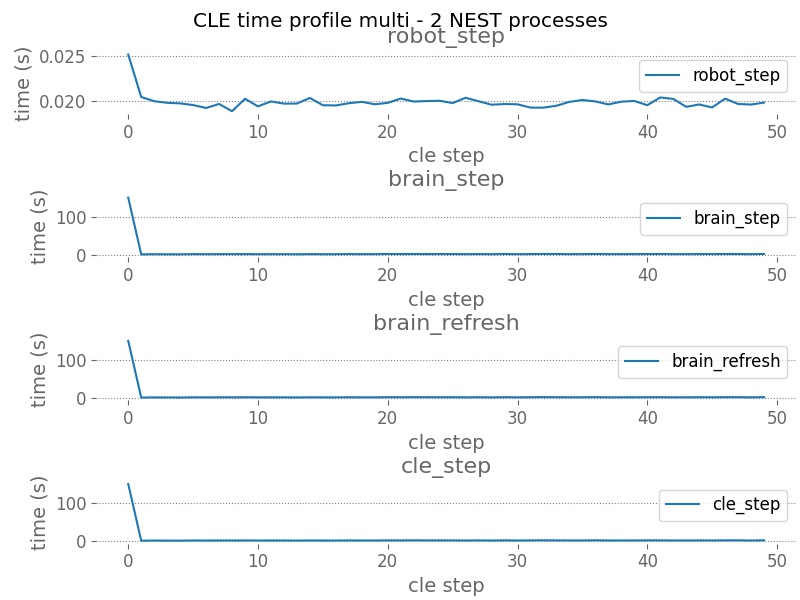 CLE time profile multi - 2 NEST processes
robot_step
time (s)
0.025
0.020
robot_step
0 10 20 30 40 50
cle step
brain_step
time (s)
100
0
brain_step
0 10 20 30 40 50
cle step
brain_refresh
time (s)
100
0
brain_refresh
0 10 20 30 40 50
cle step
cle_step
time (s)
100
0
cle_step
0 10 20 30 40 50
cle step